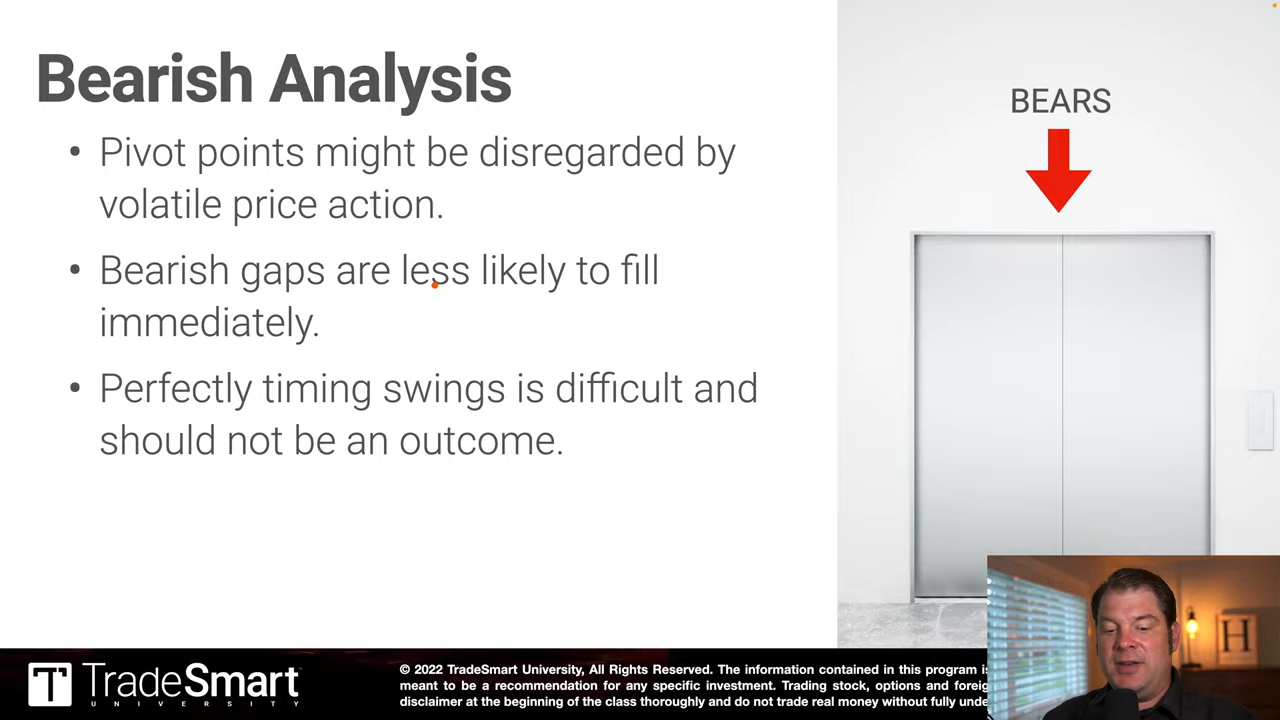 Bearish Analysis
• Pivot points might be disregarded by
volatile price action.
• Bearish gaps are less likely to fill
immediately.
• Perfectly timing swings is difficult and
should not be an outcome.
BEARS
H
TradeSmart
UNIVERSITY
© 2022 TradeSmart University, All Rights Reserved. The information contained in this program is
meant to be a recommendation for any specific investment. Trading stock, options and foreig
disclaimer at the beginning of the class thoroughly and do not trade real money without fully unde